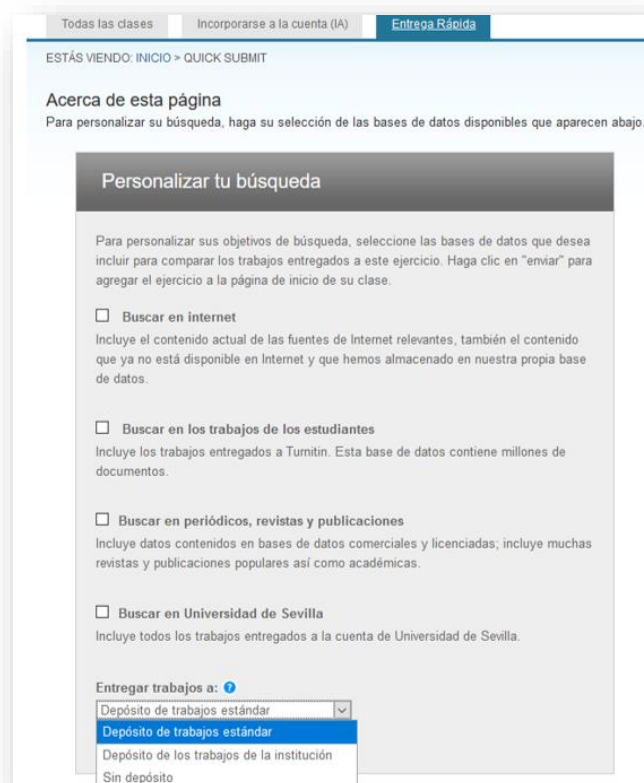 Todas las clases
Incorporarse a la cuenta (IA)
Entrega Rápida
ESTÁS VIENDO: INICIO > QUICK SUBMIT
Acerca de esta página
Para personalizar su búsqueda, haga su selección de las bases de datos disponibles que aparecen abajo.
Personalizar tu búsqueda
Para personalizar sus objetivos de búsqueda, seleccione las bases de datos que desea
incluir para comparar los trabajos entregados a este ejercicio. Haga clic en "enviar" para
agregar el ejercicio a la página de inicio de su clase.
Buscar en internet
Incluye el contenido actual de las fuentes de Internet relevantes, también el contenido
que ya no está disponible en Internet y que hemos almacenado en nuestra propia base
de datos.
Buscar en los trabajos de los estudiantes
Incluye los trabajos entregados a Turnitin. Esta base de datos contiene millones de
documentos.
Buscar en periódicos, revistas y publicaciones
Incluye datos contenidos en bases de datos comerciales y licenciadas; incluye muchas
revistas y publicaciones populares así como académicas.
Buscar en Universidad de Sevilla
Incluye todos los trabajos entregados a la cuenta de Universidad de Sevilla.
Entregar trabajos a: ?
Depósito de trabajos estándar
Depósito de trabajos estándar
Depósito de los trabajos de la institución
Sin depósito